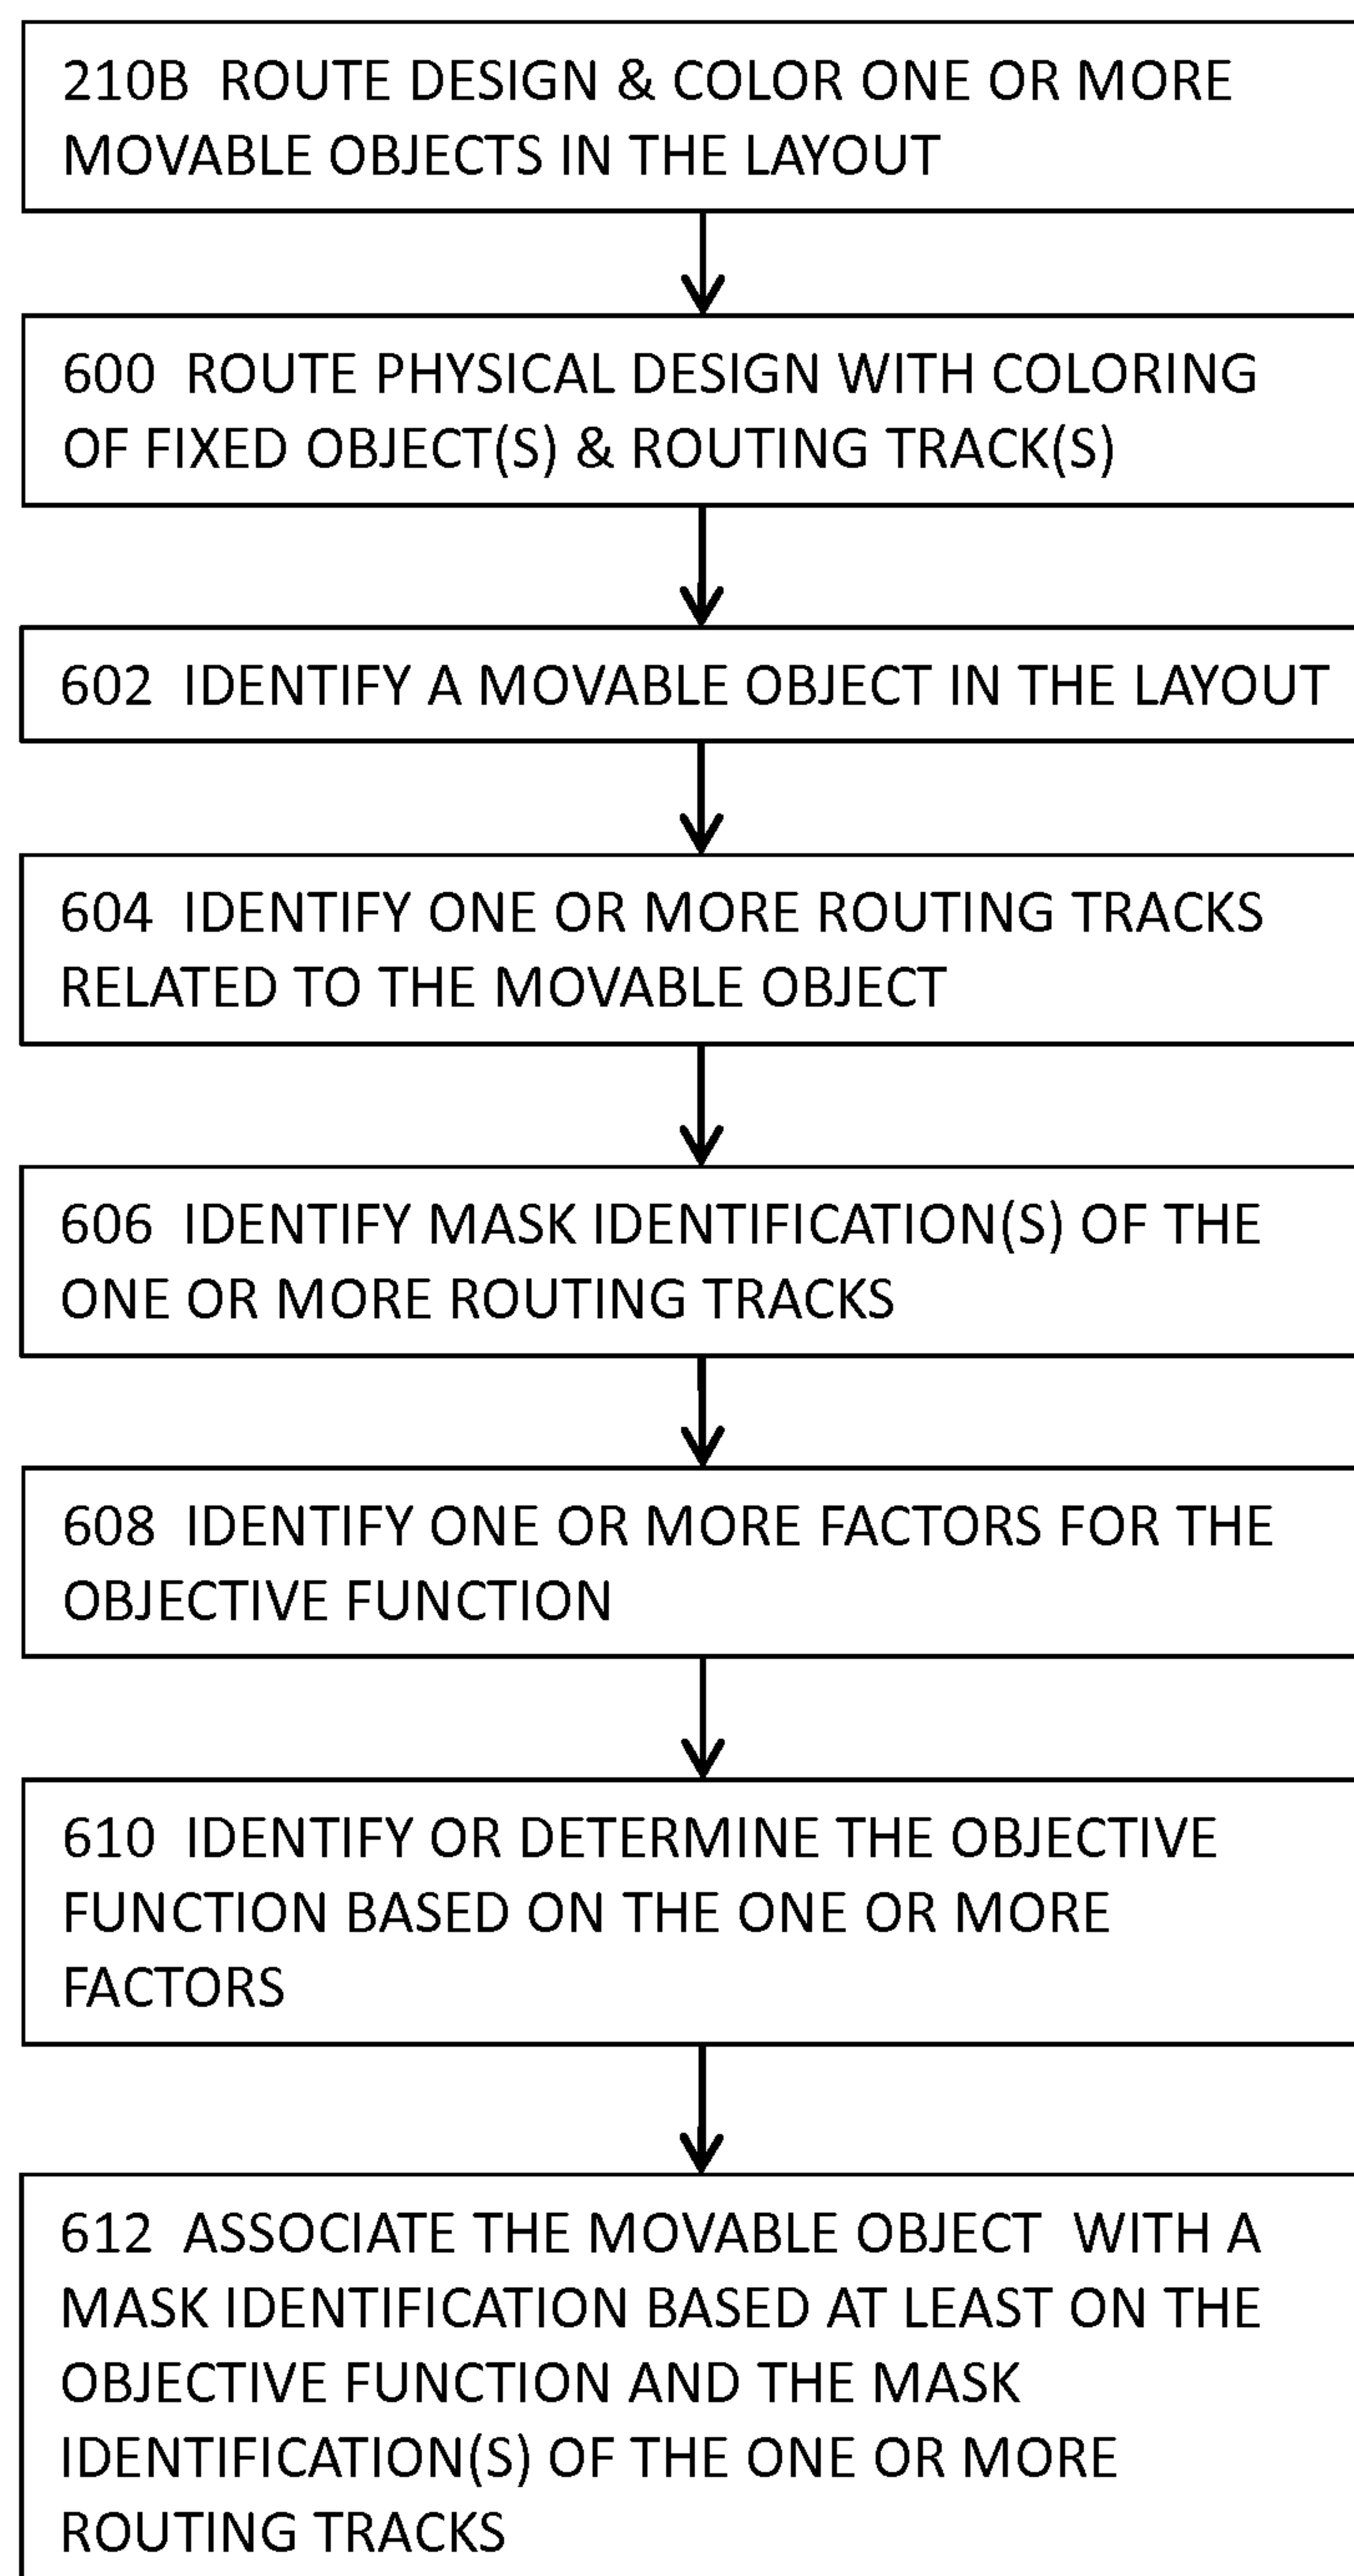 210B ROUTE DESIGN & COLOR ONE OR MORE
MOVABLE OBJECTS IN THE LAYOUT
600 ROUTE PHYSICAL DESIGN WITH COLORING
OF FIXED OBJECT(S) & ROUTING TRACK(S)
602 IDENTIFY A MOVABLE OBJECT IN THE LAYOUT
604 IDENTIFY ONE OR MORE ROUTING TRACKS
RELATED TO THE MOVABLE OBJECT
606 IDENTIFY MASK IDENTIFICATION(S) OF THE
ONE OR MORE ROUTING TRACKS
608 IDENTIFY ONE OR MORE FACTORS FOR THE
OBJECTIVE FUNCTION
610 IDENTIFY OR DETERMINE THE OBJECTIVE
FUNCTION BASED ON THE ONE OR MORE
FACTORS
612 ASSOCIATE THE MOVABLE OBJECT WITH A
MASK IDENTIFICATION BASED AT LEAST ON THE
OBJECTIVE FUNCTION AND THE MASK
IDENTIFICATION(S) OF THE ONE OR MORE
ROUTING TRACKS